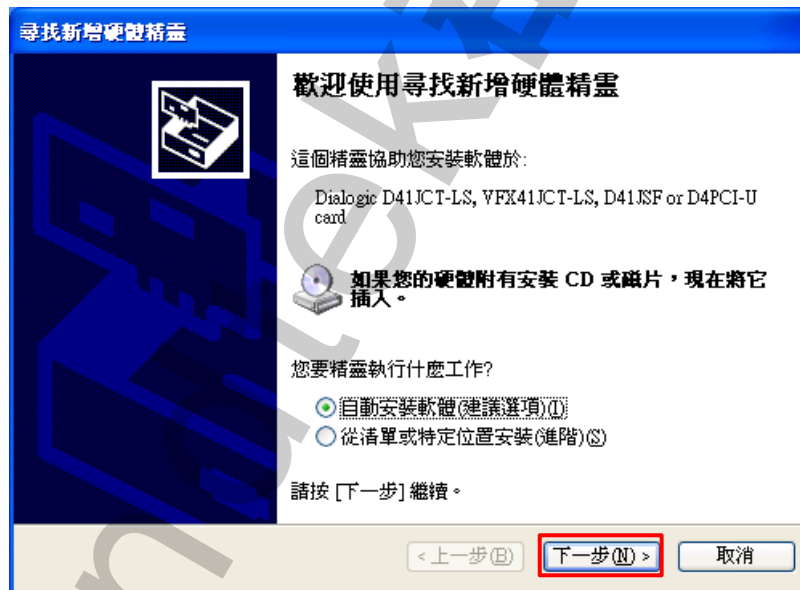 尋找新增硬體精靈
歡迎使用尋找新增硬體精靈
這個精靈協助您安裝軟體於:
Dialogic D41JCT-LS, VFX41JCT-LS, D41JSF or D4PCI-U
card
如果您的硬體附有安裝 CD 或磁片，現在將它
插入。
您要精靈執行什麼工作?
自動安裝軟體(建議選項)(I)
從清單或特定位置安裝(進階)(S)
請按 [下一步] 繼續。
< 上一步(B)
下一步(N) >
取消